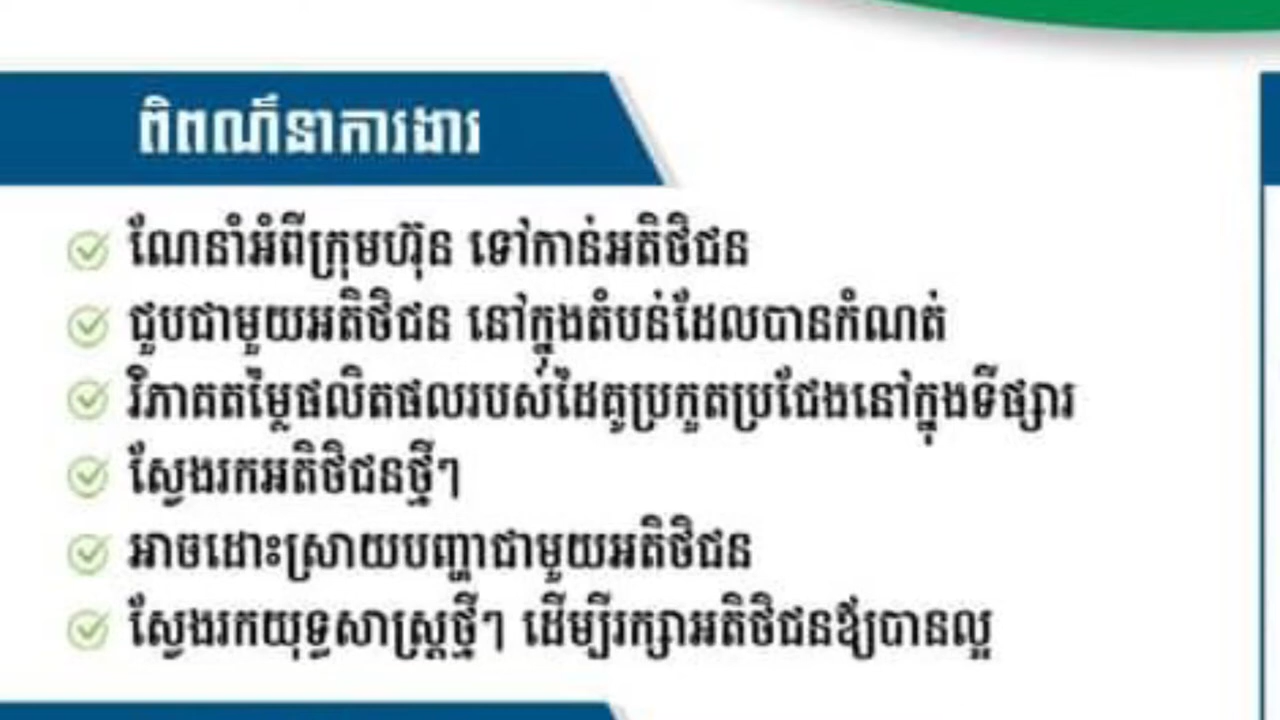 ពិពណ៌នាការងារ
ណែនាំអំពីក្រុមហ៊ុន ទៅកាន់អតិថិជន
ជួបជាមួយអតិថិជន នៅក្នុងតំបន់ដែលបានកំណត់
វិភាគតម្លៃផលិតផលរបស់ដៃគូប្រកួតប្រជែងនៅក្នុងទីផ្សារ
ស្វែងរកអតិថិជនថ្មីៗ
អាចដោះស្រាយបញ្ហាជាមួយអតិថិជន
ស្វែងរកយុទ្ធសាស្ត្រថ្មីៗ ដើម្បីរក្សាអតិថិជនឱ្យបានល្អ